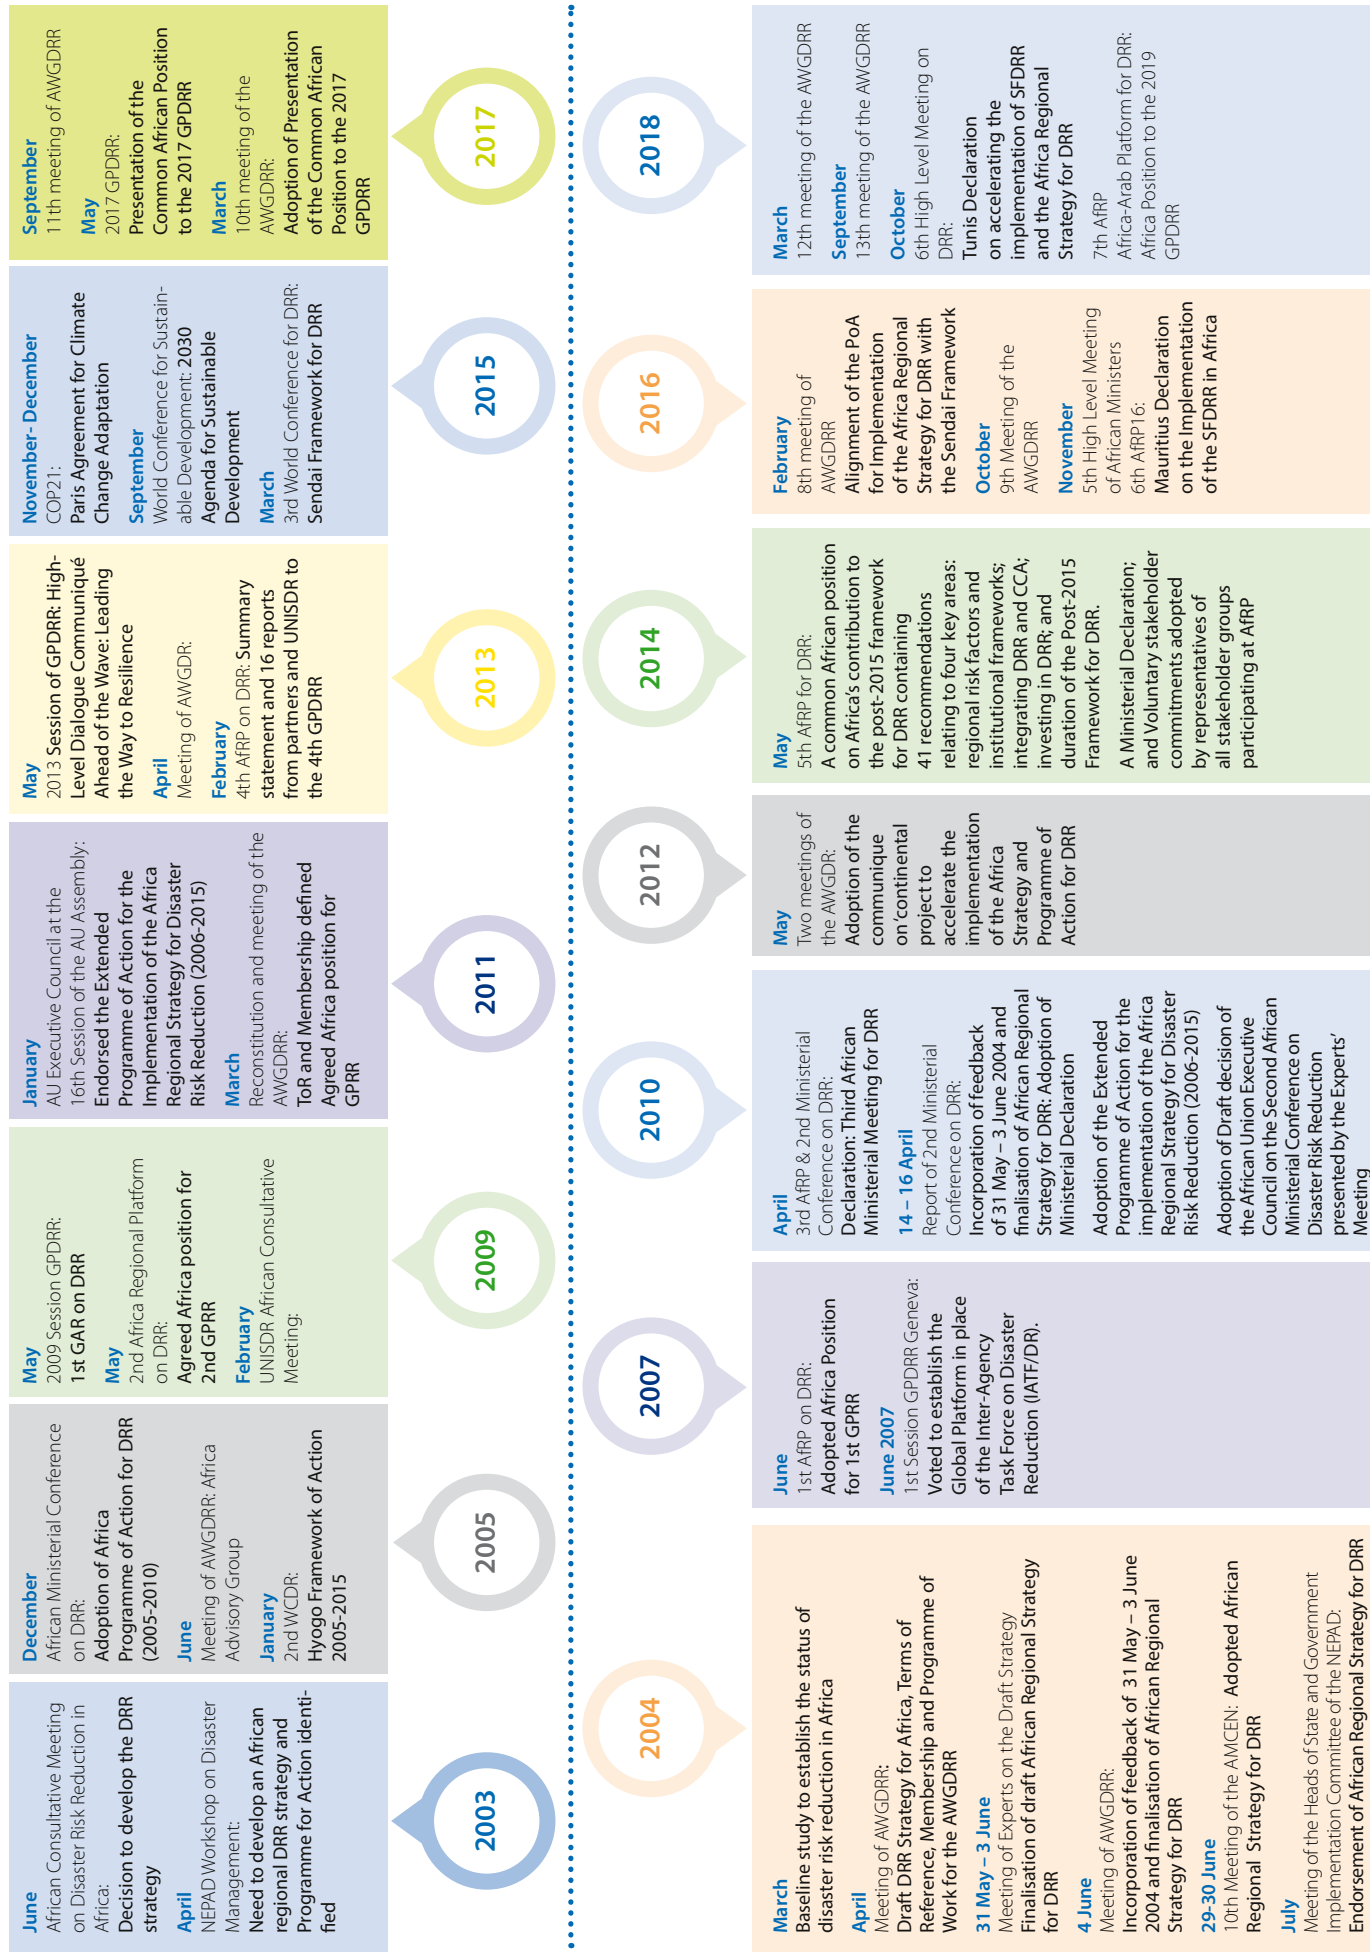 June
African Consultative Meeting
on Disaster Risk Reduction in
Africa:
Decision to develop the DRR
strategy
April
NEPAD Workshop on Disaster
Management:
Need to develop an African
regional DRR strategy and
Programme for Action identi-
fied
2003
December
African Ministerial Conference
on DRR:
Adoption of Africa
Programme of Action for DRR
(2005-2010)
June
Meeting of AWGDRR: Africa
Advisory Group
January
2nd WCDR:
Hyogo Framework of Action
2005-2015
2005
May
2009 Session GPDRR:
1st GAR on DRR
May
2nd Africa Regional Platform
on DRR:
Agreed Africa position for
2nd GPRR
February
UNISDR African Consultative
Meeting:
2009
January
AU Executive Council at the
16th Session of the AU Assembly:
Endorsed the Extended
Programme of Action for the
Implementation of the Africa
Regional Strategy for Disaster
Risk Reduction (2006-2015)
March
Reconstitution and meeting of the
AWGDRR:
ToR and Membership defined
Agreed Africa position for
GPRR
2011
May
2013 Session of GPDRR: High-
Level Dialogue Communiqué
Ahead of the Wave: Leading
the Way to Resilience
April
Meeting of AWGDR:
February
4th AfRP on DRR: Summary
statement and 16 reports
from partners and UNISDR to
the 4th GPDRR
2013
November- December
COP21:
Paris Agreement for Climate
Change Adaptation
September
World Conference for Sustain-
able Development: 2030
Agenda for Sustainable
Development
March
3rd World Conference for DRR:
Sendai Framework for DRR
2015
September
11th meeting of AWGDRR
May
2017 GPDRR:
Presentation of the
Common African Position
to the 2017 GPDRR
March
10th meeting of the
AWGDRR:
Adoption of Presentation
of the Common African
Position to the 2017
GPDRR
2017
2004
March
Baseline study to establish the status of
disaster risk reduction in Africa
April
Meeting of AWGDRR:
Draft DRR Strategy for Africa, Terms of
Reference, Membership and Programme of
Work for the AWGDRR
31 May – 3 June
Meeting of Experts on the Draft Strategy
Finalisation of draft African Regional Strategy
for DRR
4 June
Meeting of AWGDRR:
Incorporation of feedback of 31 May – 3 June
2004 and finalisation of African Regional
Strategy for DRR
29-30 June
10th Meeting of the AMCEN: Adopted African
Regional Strategy for DRR
July
Meeting of the Heads of State and Government
Implementation Committee of the NEPAD:
Endorsement of African Regional Strategy for DRR
2007
June
1st AfRP on DRR:
Adopted Africa Position
for 1st GPRR
June 2007
1st Session GPDRR Geneva:
Voted to establish the
Global Platform in place
of the Inter-Agency
Task Force on Disaster
Reduction (IATF/DR).
2010
April
3rd AfRP & 2nd Ministerial
Conference on DRR:
Declaration: Third African
Ministerial Meeting for DRR
14 – 16 April
Report of 2nd Ministerial
Conference on DRR:
Incorporation of feedback
of 31 May – 3 June 2004 and
finalisation of African Regional
Strategy for DRR: Adoption of
Ministerial Declaration
Adoption of the Extended
Programme of Action for the
implementation of the Africa
Regional Strategy for Disaster
Risk Reduction (2006-2015)
Adoption of Draft decision of
the African Union Executive
Council on the Second African
Ministerial Conference on
Disaster Risk Reduction
presented by the Experts’
Meeting
2012
May
Two meetings of
the AWGDR:
Adoption of the
communique
on ‘continental
project to
accelerate the
implementation
of the Africa
Strategy and
Programme of
Action for DRR
2014
May
5th AfRP for DRR:
A common African position
on Africa’s contribution to
the post-2015 framework
for DRR containing
41 recommendations
relating to four key areas:
regional risk factors and
institutional frameworks;
integrating DRR and CCA;
investing in DRR; and
duration of the Post-2015
Framework for DRR.
A Ministerial Declaration;
and Voluntary stakeholder
commitments adopted
by representatives of
all stakeholder groups
participating at AfRP
2016
February
8th meeting of
AWGDRR
Alignment of the PoA
for Implementation
of the Africa Regional
Strategy for DRR with
the Sendai Framework
October
9th Meeting of the
AWGDRR
November
5th High Level Meeting
of African Ministers
6th AfRP16:
Mauritius Declaration
on the Implementation
of the SFDRR in Africa
2018
March
12th meeting of the AWGDRR
September
13th meeting of the AWGDRR
October
6th High Level Meeting on
DRR:
Tunis Declaration
on accelerating the
implementation of SFDRR
and the Africa Regional
Strategy for DRR
7th AfRP
Africa-Arab Platform for DRR:
Africa Position to the 2019
GPDRR